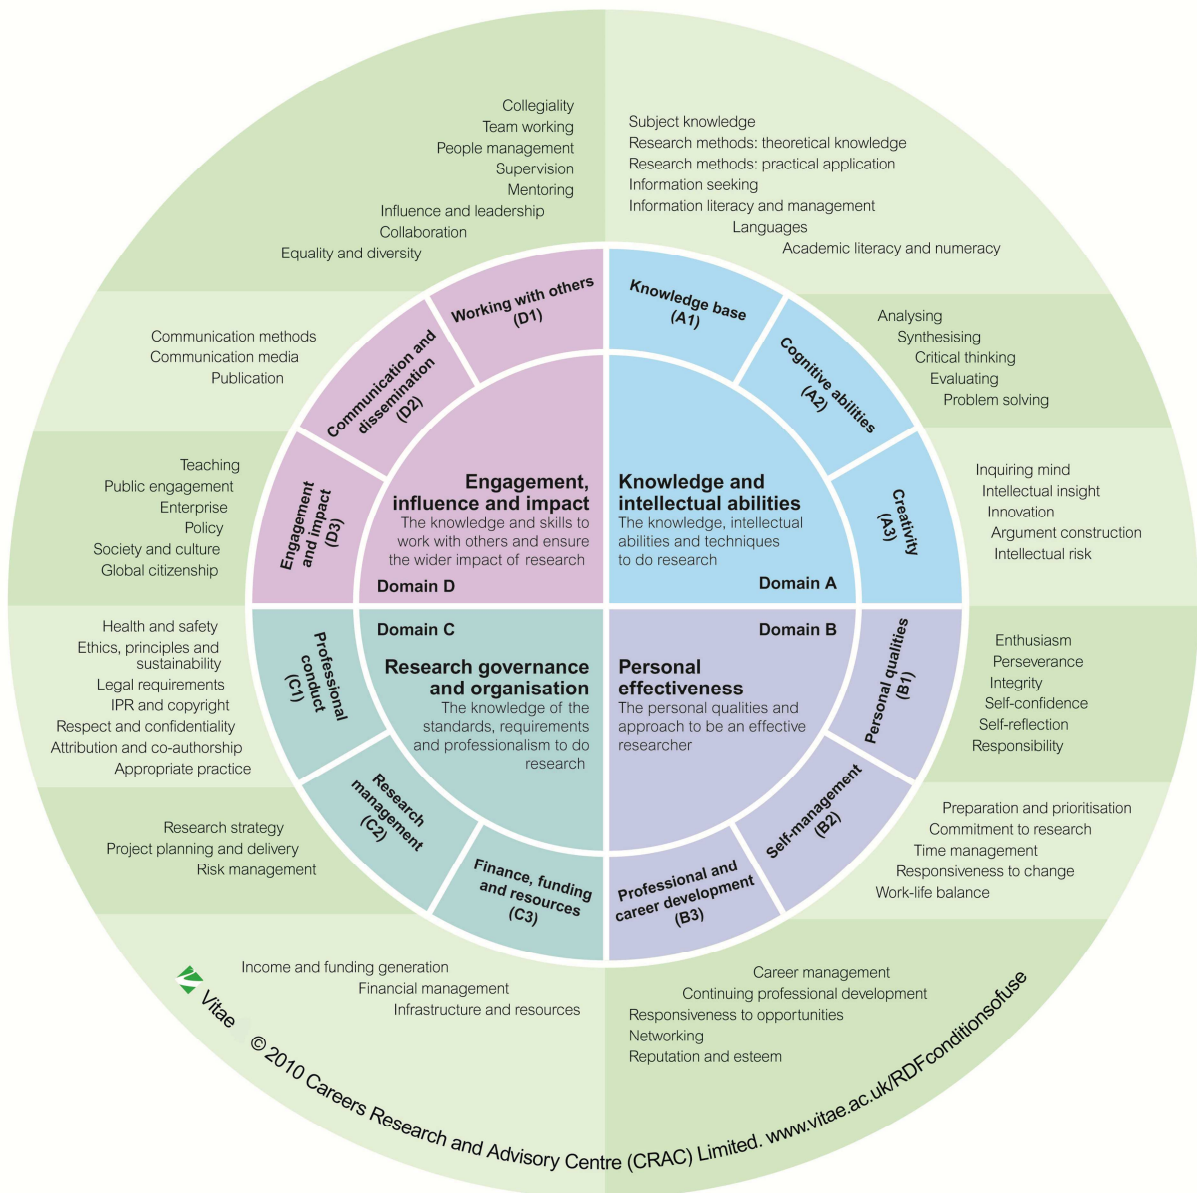 Collegiality
Team working
People management
Supervision
Mentoring
Influence and leadership
Collaboration
Equality and diversity
Subject knowledge
Research methods: theoretical knowledge
Research methods: practical application
Information seeking
Information literacy and management
Languages
Academic literacy and numeracy
Communication methods
Communication media
Publication
Analysing
Synthesising
Critical thinking
Evaluating
Problem solving
Teaching
Public engagement
Enterprise
Policy
Society and culture
Global citizenship
Inquiring mind
Intellectual insight
Innovation
Argument construction
Intellectual risk
Working with others
(D1)
Knowledge base
(A1)
Communication and
dissemination
(D2)
Cognitive abilities
(A2)
Engagement
and impact
(D3)
Creativity
(A3)
Engagement,
influence and impact
The knowledge and skills to
work with others and ensure
the wider impact of research
Domain D
Knowledge and
intellectual abilities
The knowledge, intellectual
abilities and techniques
to do research
Domain A
Domain C
Research governance
and organisation
The knowledge of the
standards, requirements
and professionalism to do
research
Domain B
Personal
effectiveness
The personal qualities and
approach to be an effective
researcher
Professional
conduct
(C1)
Personal qualities
(B1)
Research
management
(C2)
Self-management
(B2)
Finance, funding
and resources
(C3)
Professional and
career development
(B3)
Health and safety
Ethics, principles and
sustainability
Legal requirements
IPR and copyright
Respect and confidentiality
Attribution and co-authorship
Appropriate practice
Enthusiasm
Perseverance
Integrity
Self-confidence
Self-reflection
Responsibility
Research strategy
Project planning and delivery
Risk management
Preparation and prioritisation
Commitment to research
Time management
Responsiveness to change
Work-life balance
Income and funding generation
Financial management
Infrastructure and resources
Career management
Continuing professional development
Responsiveness to opportunities
Networking
Reputation and esteem
Vitae © 2010 Careers Research and Advisory Centre (CRAC) Limited. www.vitae.ac.uk/RDFconditionsofuse